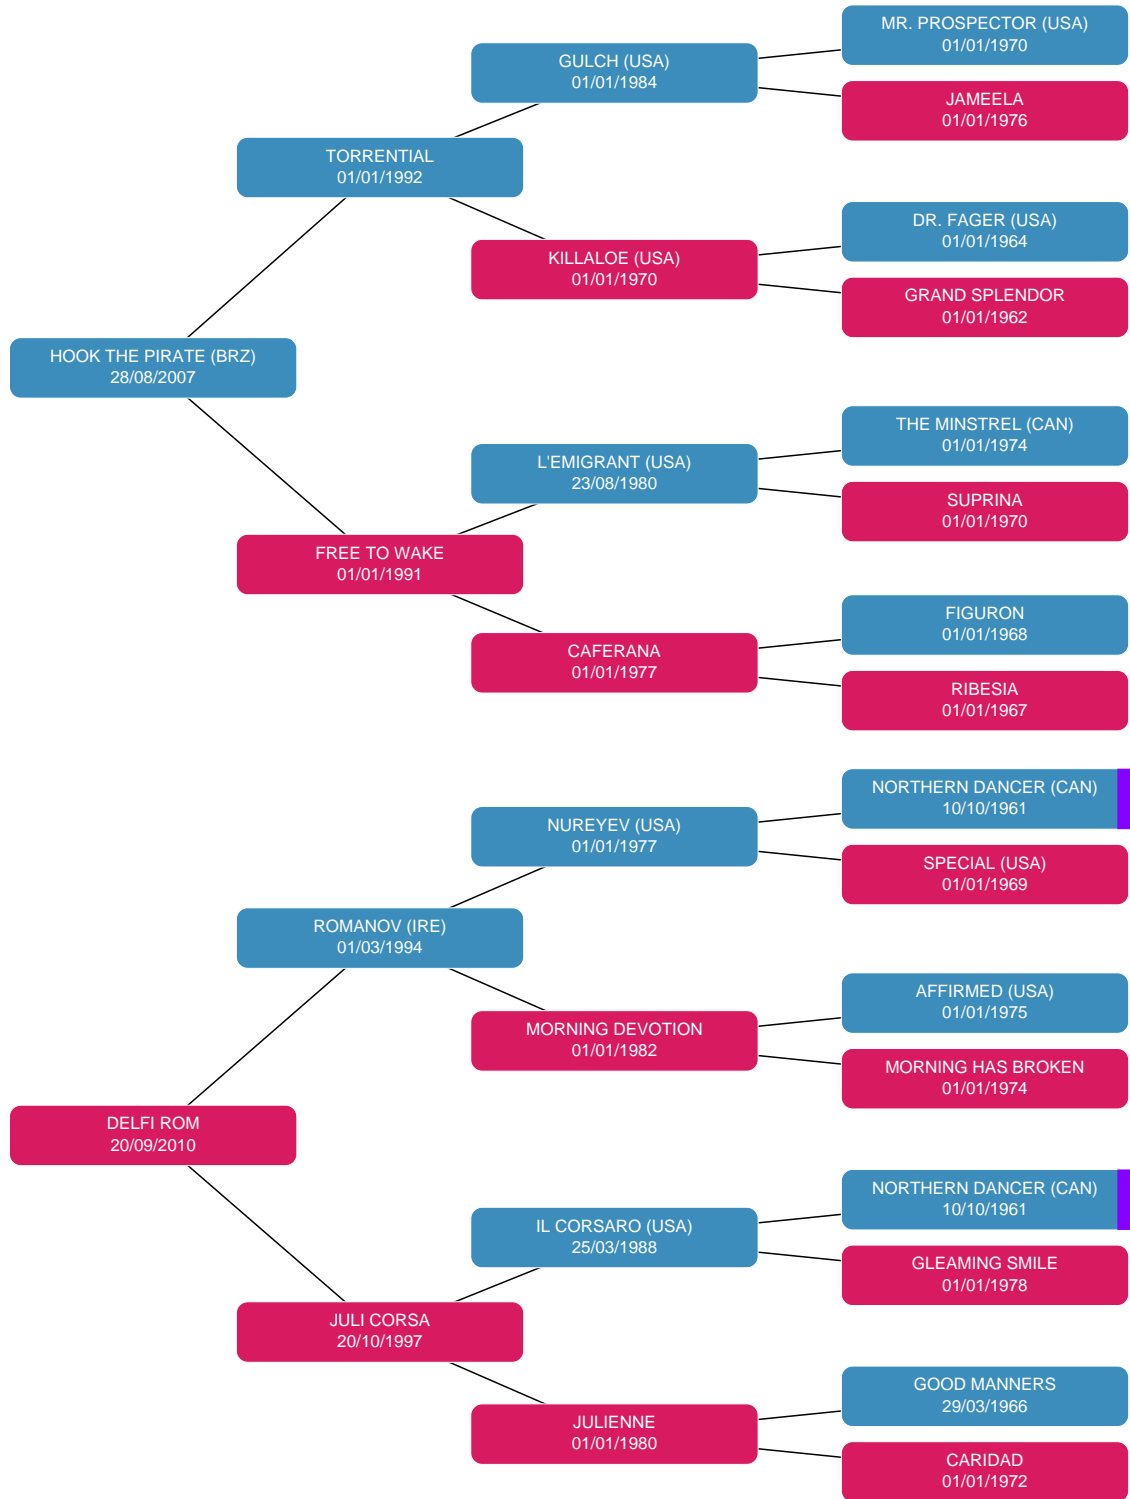 MR. PROSPECTOR (USA)
01/01/1970
GULCH (USA)
01/01/1984
JAMEELA
01/01/1976
TORRENTIAL
01/01/1992
DR. FAGER (USA)
01/01/1964
KILLALOE (USA)
01/01/1970
GRAND SPLENDOR
01/01/1962
HOOK THE PIRATE (BRZ)
28/08/2007
THE MINSTREL (CAN)
01/01/1974
L'EMIGRANT (USA)
23/08/1980
SUPRINA
01/01/1970
FREE TO WAKE
01/01/1991
FIGURON
01/01/1968
CAFERANA
01/01/1977
RIBESIA
01/01/1967
NORTHERN DANCER (CAN)
10/10/1961
NUREYEV (USA)
01/01/1977
SPECIAL (USA)
01/01/1969
ROMANOV (IRE)
01/03/1994
AFFIRMED (USA)
01/01/1975
MORNING DEVOTION
01/01/1982
MORNING HAS BROKEN
01/01/1974
DELFI ROM
20/09/2010
NORTHERN DANCER (CAN)
10/10/1961
IL CORSARO (USA)
25/03/1988
GLEAMING SMILE
01/01/1978
JULI CORSA
20/10/1997
GOOD MANNERS
29/03/1966
JULIENNE
01/01/1980
CARIDAD
01/01/1972